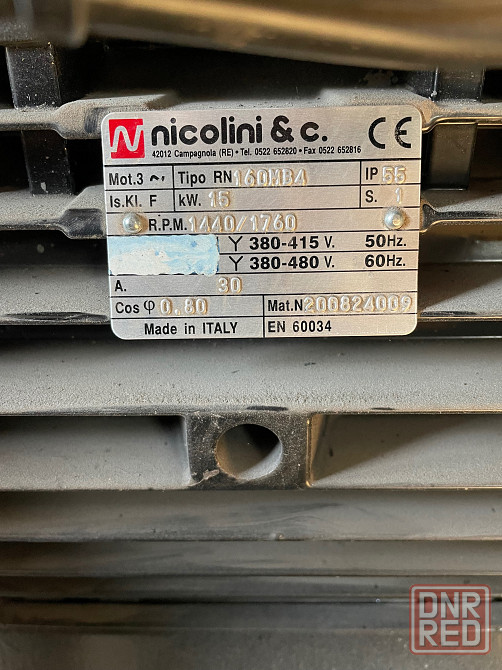 N nicolini & c. CE
42012 Campagnola (RE) • Tel. 0522 652820 • Fax 0522 652816
Mot.3 ~ Tipo RN160MB4 IP 55
Is.Kl. F kW. 15 S. 1
R.P.M. 1440/1760
Y 380-415 V. 50Hz.
Y 380-480 V. 60Hz.
A. 30
Cos φ 0.80 Mat.N 200824009
Made in ITALY EN 60034
DNR
RED